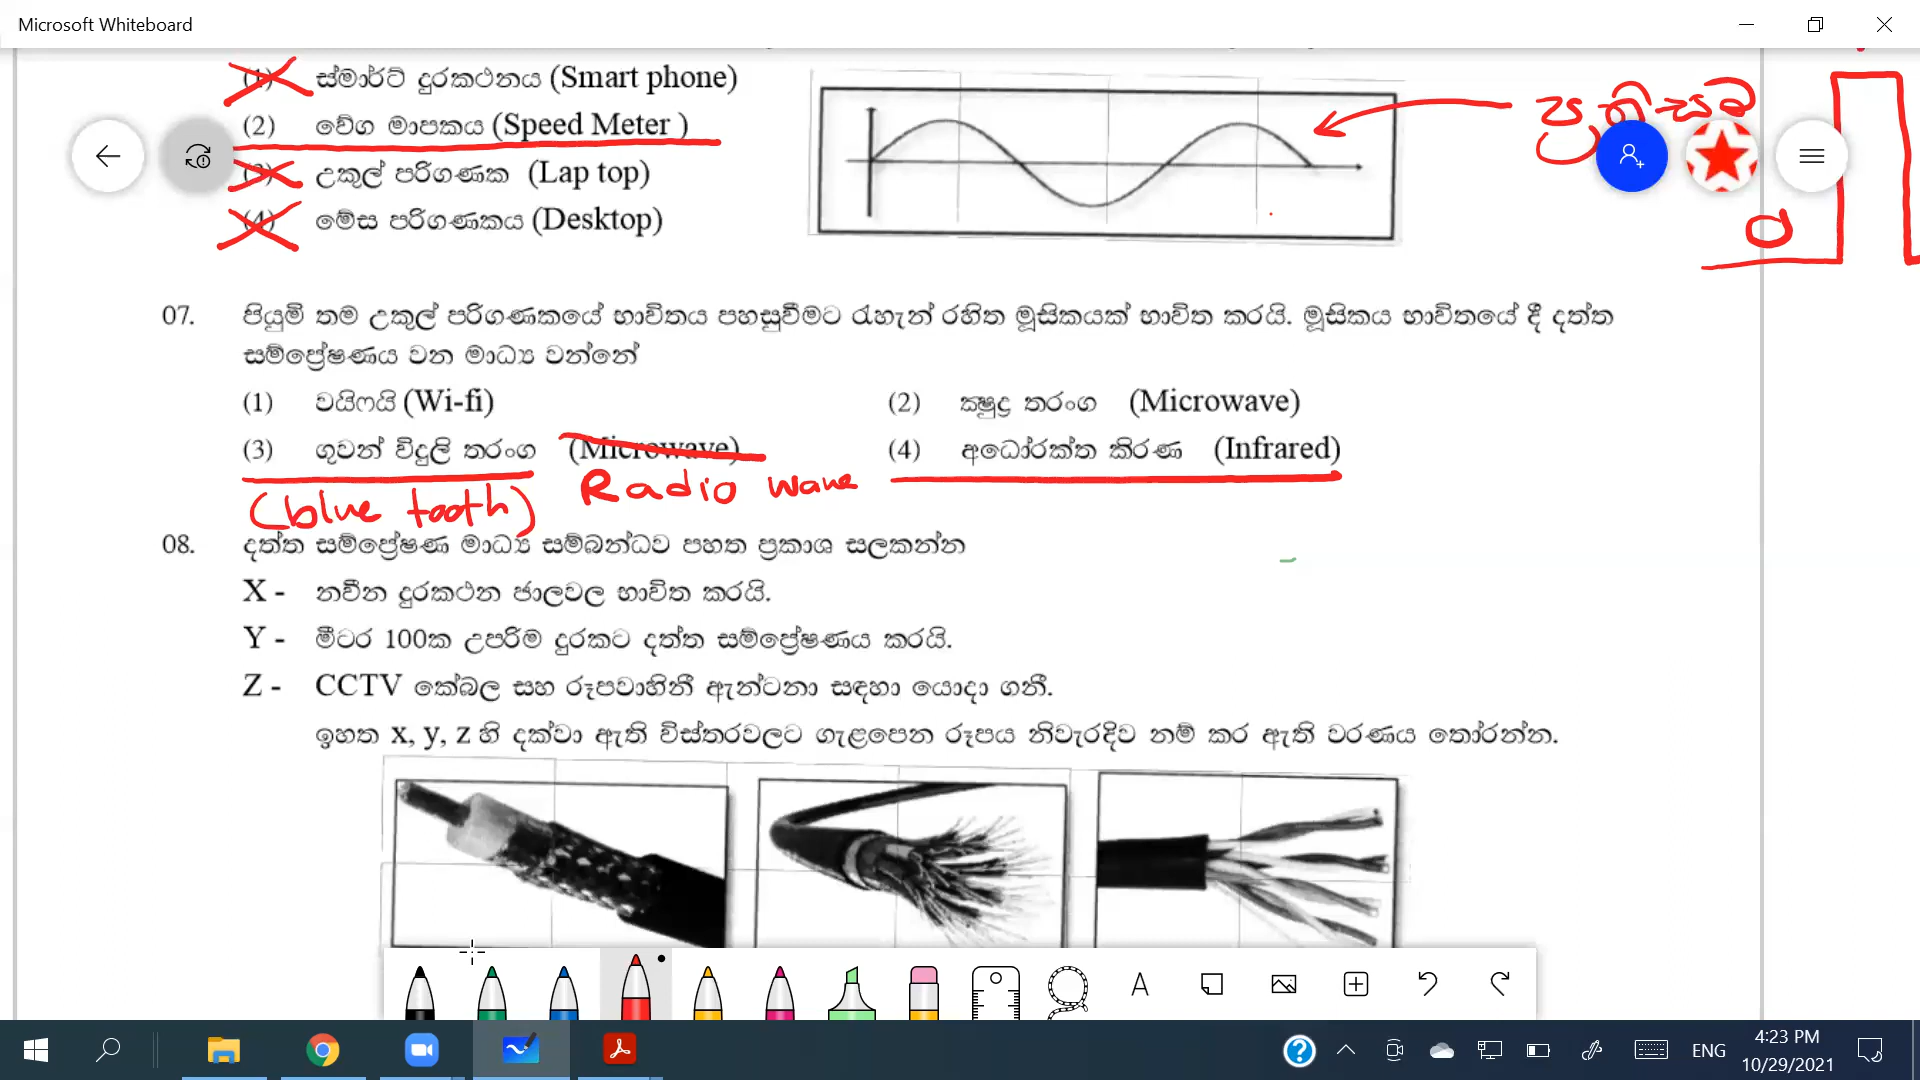 Microsoft Whiteboard
(1) ස්මාර්ට් දුරකථනය (Smart phone)
(2) වේග මාපකය (Speed Meter )
(3) උකුල් පරිගණක (Lap top)
(4) මේස පරිගණකය (Desktop)
07. පියුමි තම උකුල් පරිගණකයේ භාවිතය පහසුවීමට රැහැන් රහිත මූසිකයක් භාවිත කරයි. මූසිකය භාවිතයේ දී දත්ත
සම්ප්‍රේෂණය වන මාධ්‍ය වන්නේ
(1) වයිෆයි (Wi-fi) (2) ක්‍ෂුද්‍ර තරංග (Microwave)
(3) ගුවන් විදුලි තරංග (Microwave) (4) අධෝරක්ත කිරණ (Infrared)
(blue tooth) Radio wave
08. දත්ත සම්ප්‍රේෂණ මාධ්‍ය සම්බන්ධව පහත ප්‍රකාශ සලකන්න
X - නවීන දුරකථන ජාලවල භාවිත කරයි.
Y - මීටර 100ක උපරිම දුරකට දත්ත සම්ප්‍රේෂණය කරයි.
Z - CCTV කේබල සහ රූපවාහිනී ඇන්ටනා සඳහා යොදා ගනී.
ඉහත x, y, z හි දක්වා ඇති විස්තරවලට ගැළපෙන රූපය නිවැරදිව නම් කර ඇති වරණය තෝරන්න.
ENG
4:23 PM
10/29/2021